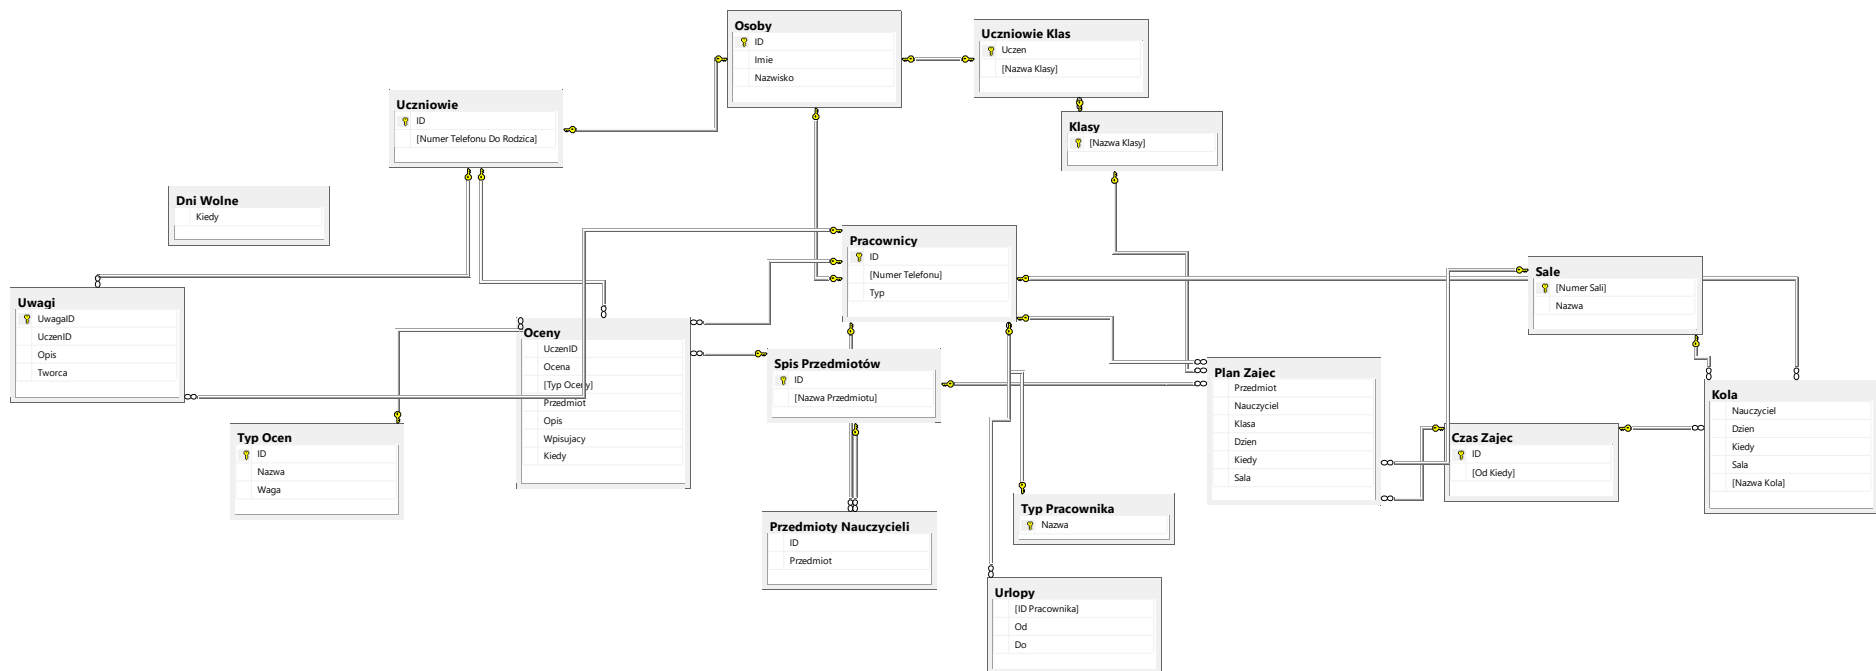 Osoby
ID
Imie
Nazwisko
Uczniowie Klas
Uczen
[Nazwa Klasy]
Uczniowie
ID
[Numer Telefonu Do Rodzica]
Klasy
[Nazwa Klasy]
Dni Wolne
Kiedy
Pracownicy
ID
[Numer Telefonu]
Typ
Sale
[Numer Sali]
Nazwa
Uwagi
UwagaID
UczenID
Opis
Tworca
Oceny
UczenID
Ocena
[Typ Oceny]
Przedmiot
Opis
Wpisujacy
Kiedy
Spis Przedmiotów
ID
[Nazwa Przedmiotu]
Plan Zajec
Przedmiot
Nauczyciel
Klasa
Dzien
Kiedy
Sala
Kola
Nauczyciel
Dzien
Kiedy
Sala
[Nazwa Kola]
Typ Ocen
ID
Nazwa
Waga
Czas Zajec
ID
[Od Kiedy]
Typ Pracownika
Nazwa
Przedmioty Nauczycieli
ID
Przedmiot
Urlopy
[ID Pracownika]
Od
Do